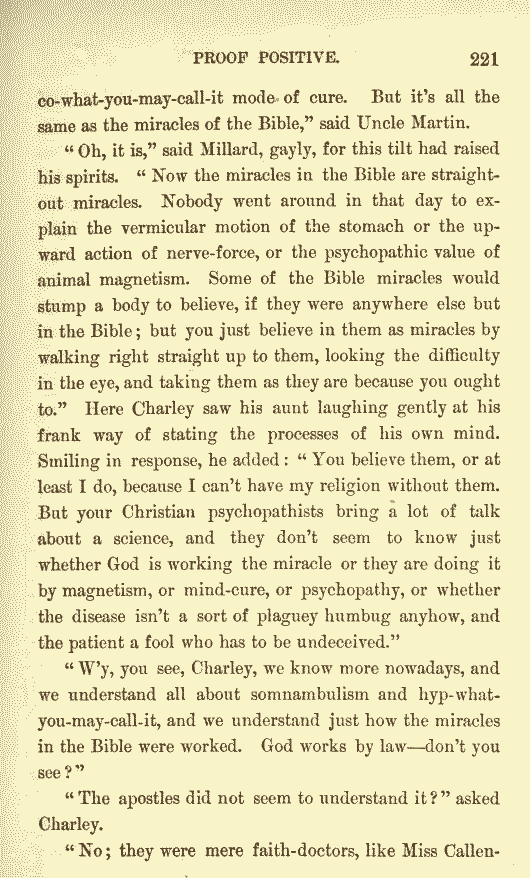 PROOF POSITIVE. 221
co-what-you-may-call-it mode of cure. But it's all the
same as the miracles of the Bible," said Uncle Martin.
"Oh, it is," said Millard, gayly, for this tilt had raised
his spirits. "Now the miracles in the Bible are straight-
out miracles. Nobody went around in that day to ex-
plain the vermicular motion of the stomach or the up-
ward action of nerve-force, or the psychopathic value of
animal magnetism. Some of the Bible miracles would
stump a body to believe, if they were anywhere else but
in the Bible; but you just believe in them as miracles by
walking right straight up to them, looking the difficulty
in the eye, and taking them as they are because you ought
to." Here Charley saw his aunt laughing gently at his
frank way of stating the processes of his own mind.
Smiling in response, he added: "You believe them, or at
least I do, because I can't have my religion without them.
But your Christian psychopathists bring a lot of talk
about a science, and they don't seem to know just
whether God is working the miracle or they are doing it
by magnetism, or mind-cure, or psychopathy, or whether
the disease isn't a sort of plaguey humbug anyhow, and
the patient a fool who has to be undeceived."
"W'y, you see, Charley, we know more nowadays, and
we understand all about somnambulism and hyp-what-
you-may-call-it, and we understand just how the miracles
in the Bible were worked. God works by law—don't you
see?"
"The apostles did not seem to understand it?" asked
Charley.
"No; they were mere faith-doctors, like Miss Callen-